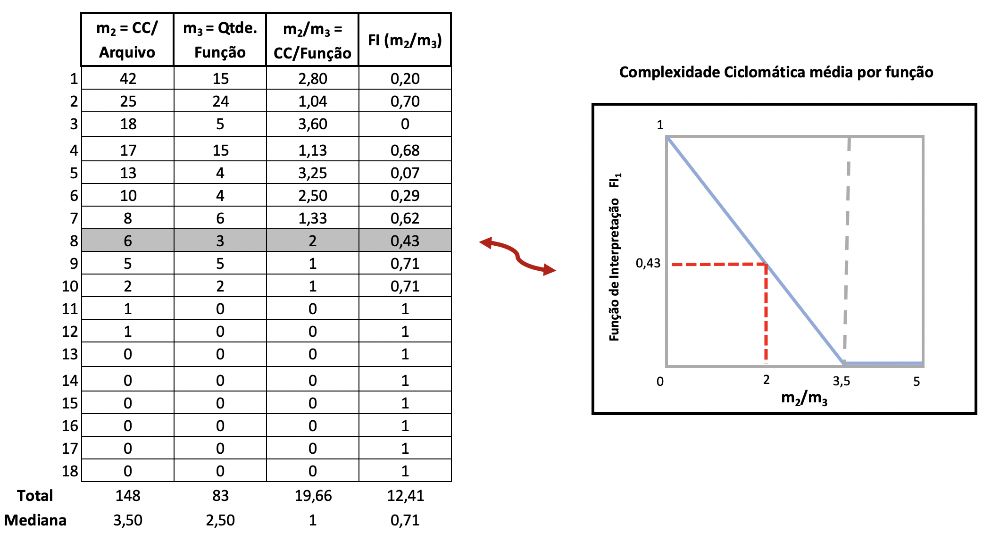 m₂ = CC/ Arquivo	m₃ = Qtde. Função	m₂/m₃ = CC/Função	FI (m₂/m₃)
1	42	15	2,80	0,20
2	25	24	1,04	0,70
3	18	5	3,60	0
4	17	15	1,13	0,68
5	13	4	3,25	0,07
6	10	4	2,50	0,29
7	8	6	1,33	0,62
8	6	3	2	0,43
9	5	5	1	0,71
10	2	2	1	0,71
11	1	0	0	1
12	1	0	0	1
13	0	0	0	1
14	0	0	0	1
15	0	0	0	1
16	0	0	0	1
17	0	0	0	1
18	0	0	0	1
Total	148	83	19,66	12,41
Mediana	3,50	2,50	1	0,71
Complexidade Ciclomática média por função
1
Função de Interpretação FI₁
0,43
0	2	3,5	5
m₂/m₃